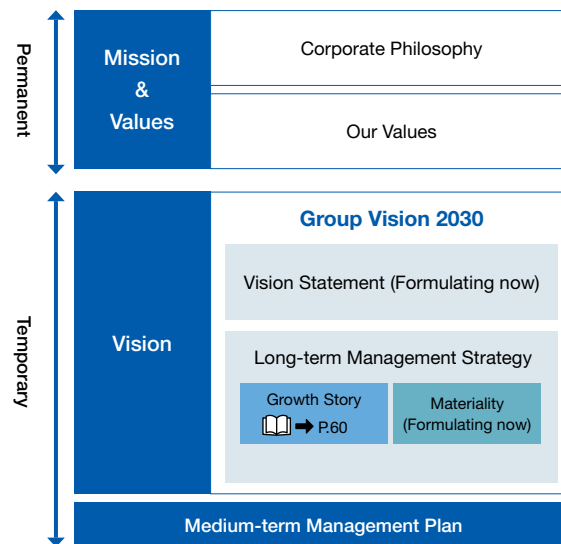 Permanent
Mission
&
Values
Corporate Philosophy
Our Values
Temporary
Vision
Group Vision 2030
Vision Statement (Formulating now)
Long-term Management Strategy
Growth Story
P.60
Materiality
(Formulating now)
Medium-term Management Plan